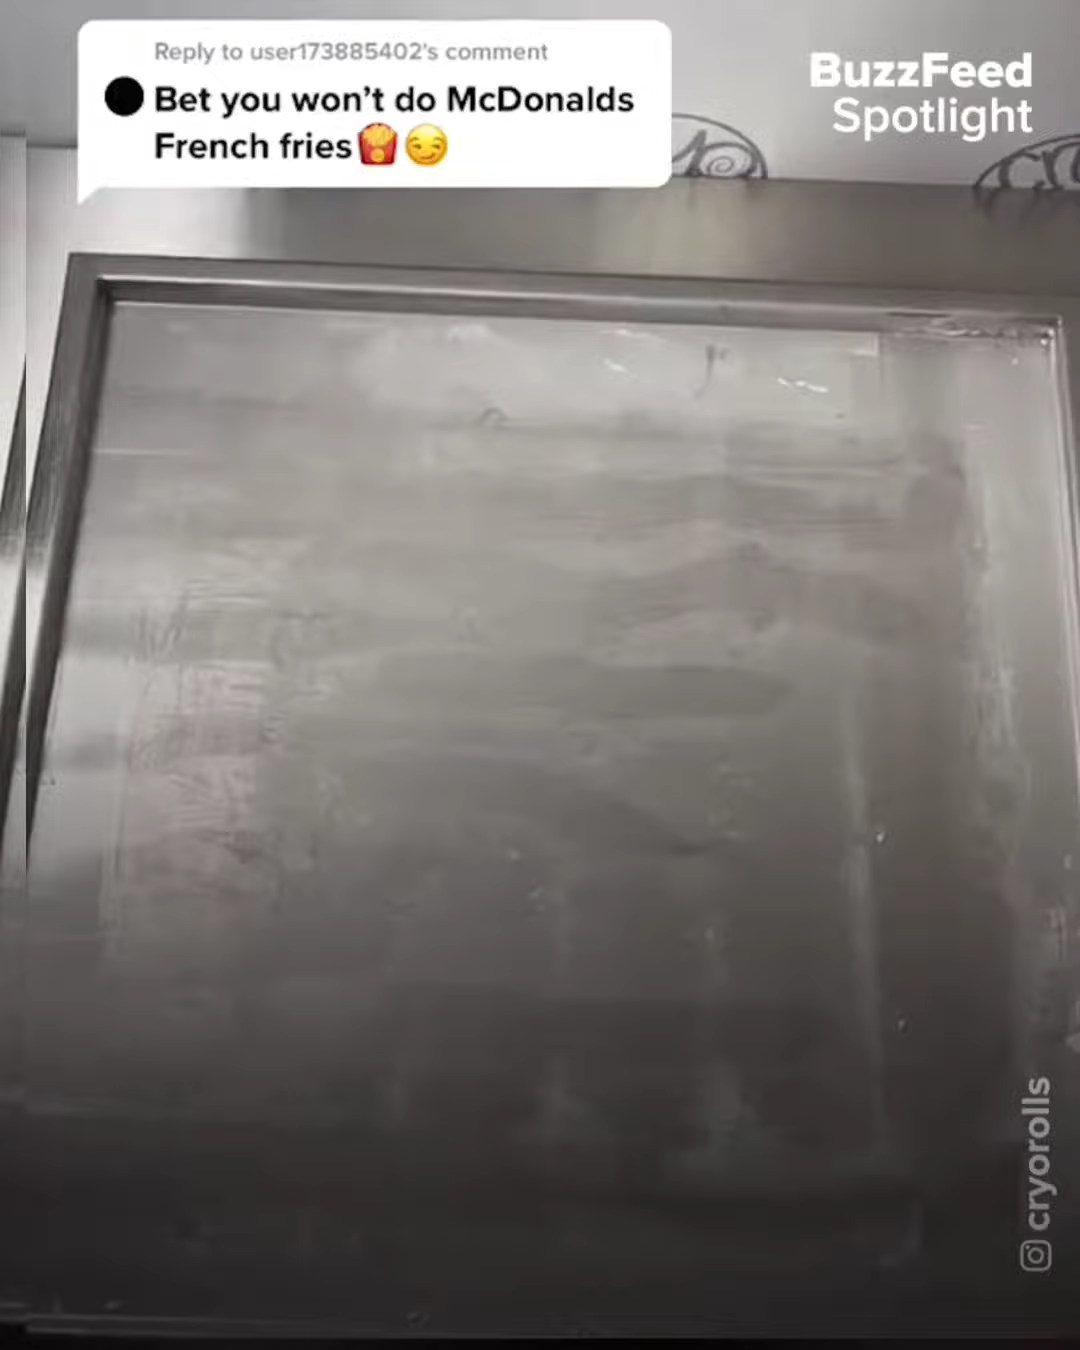 Reply to user173885402's comment
Bet you won't do McDonalds
French fries🍟😏
BuzzFeed
Spotlight
cryorolls